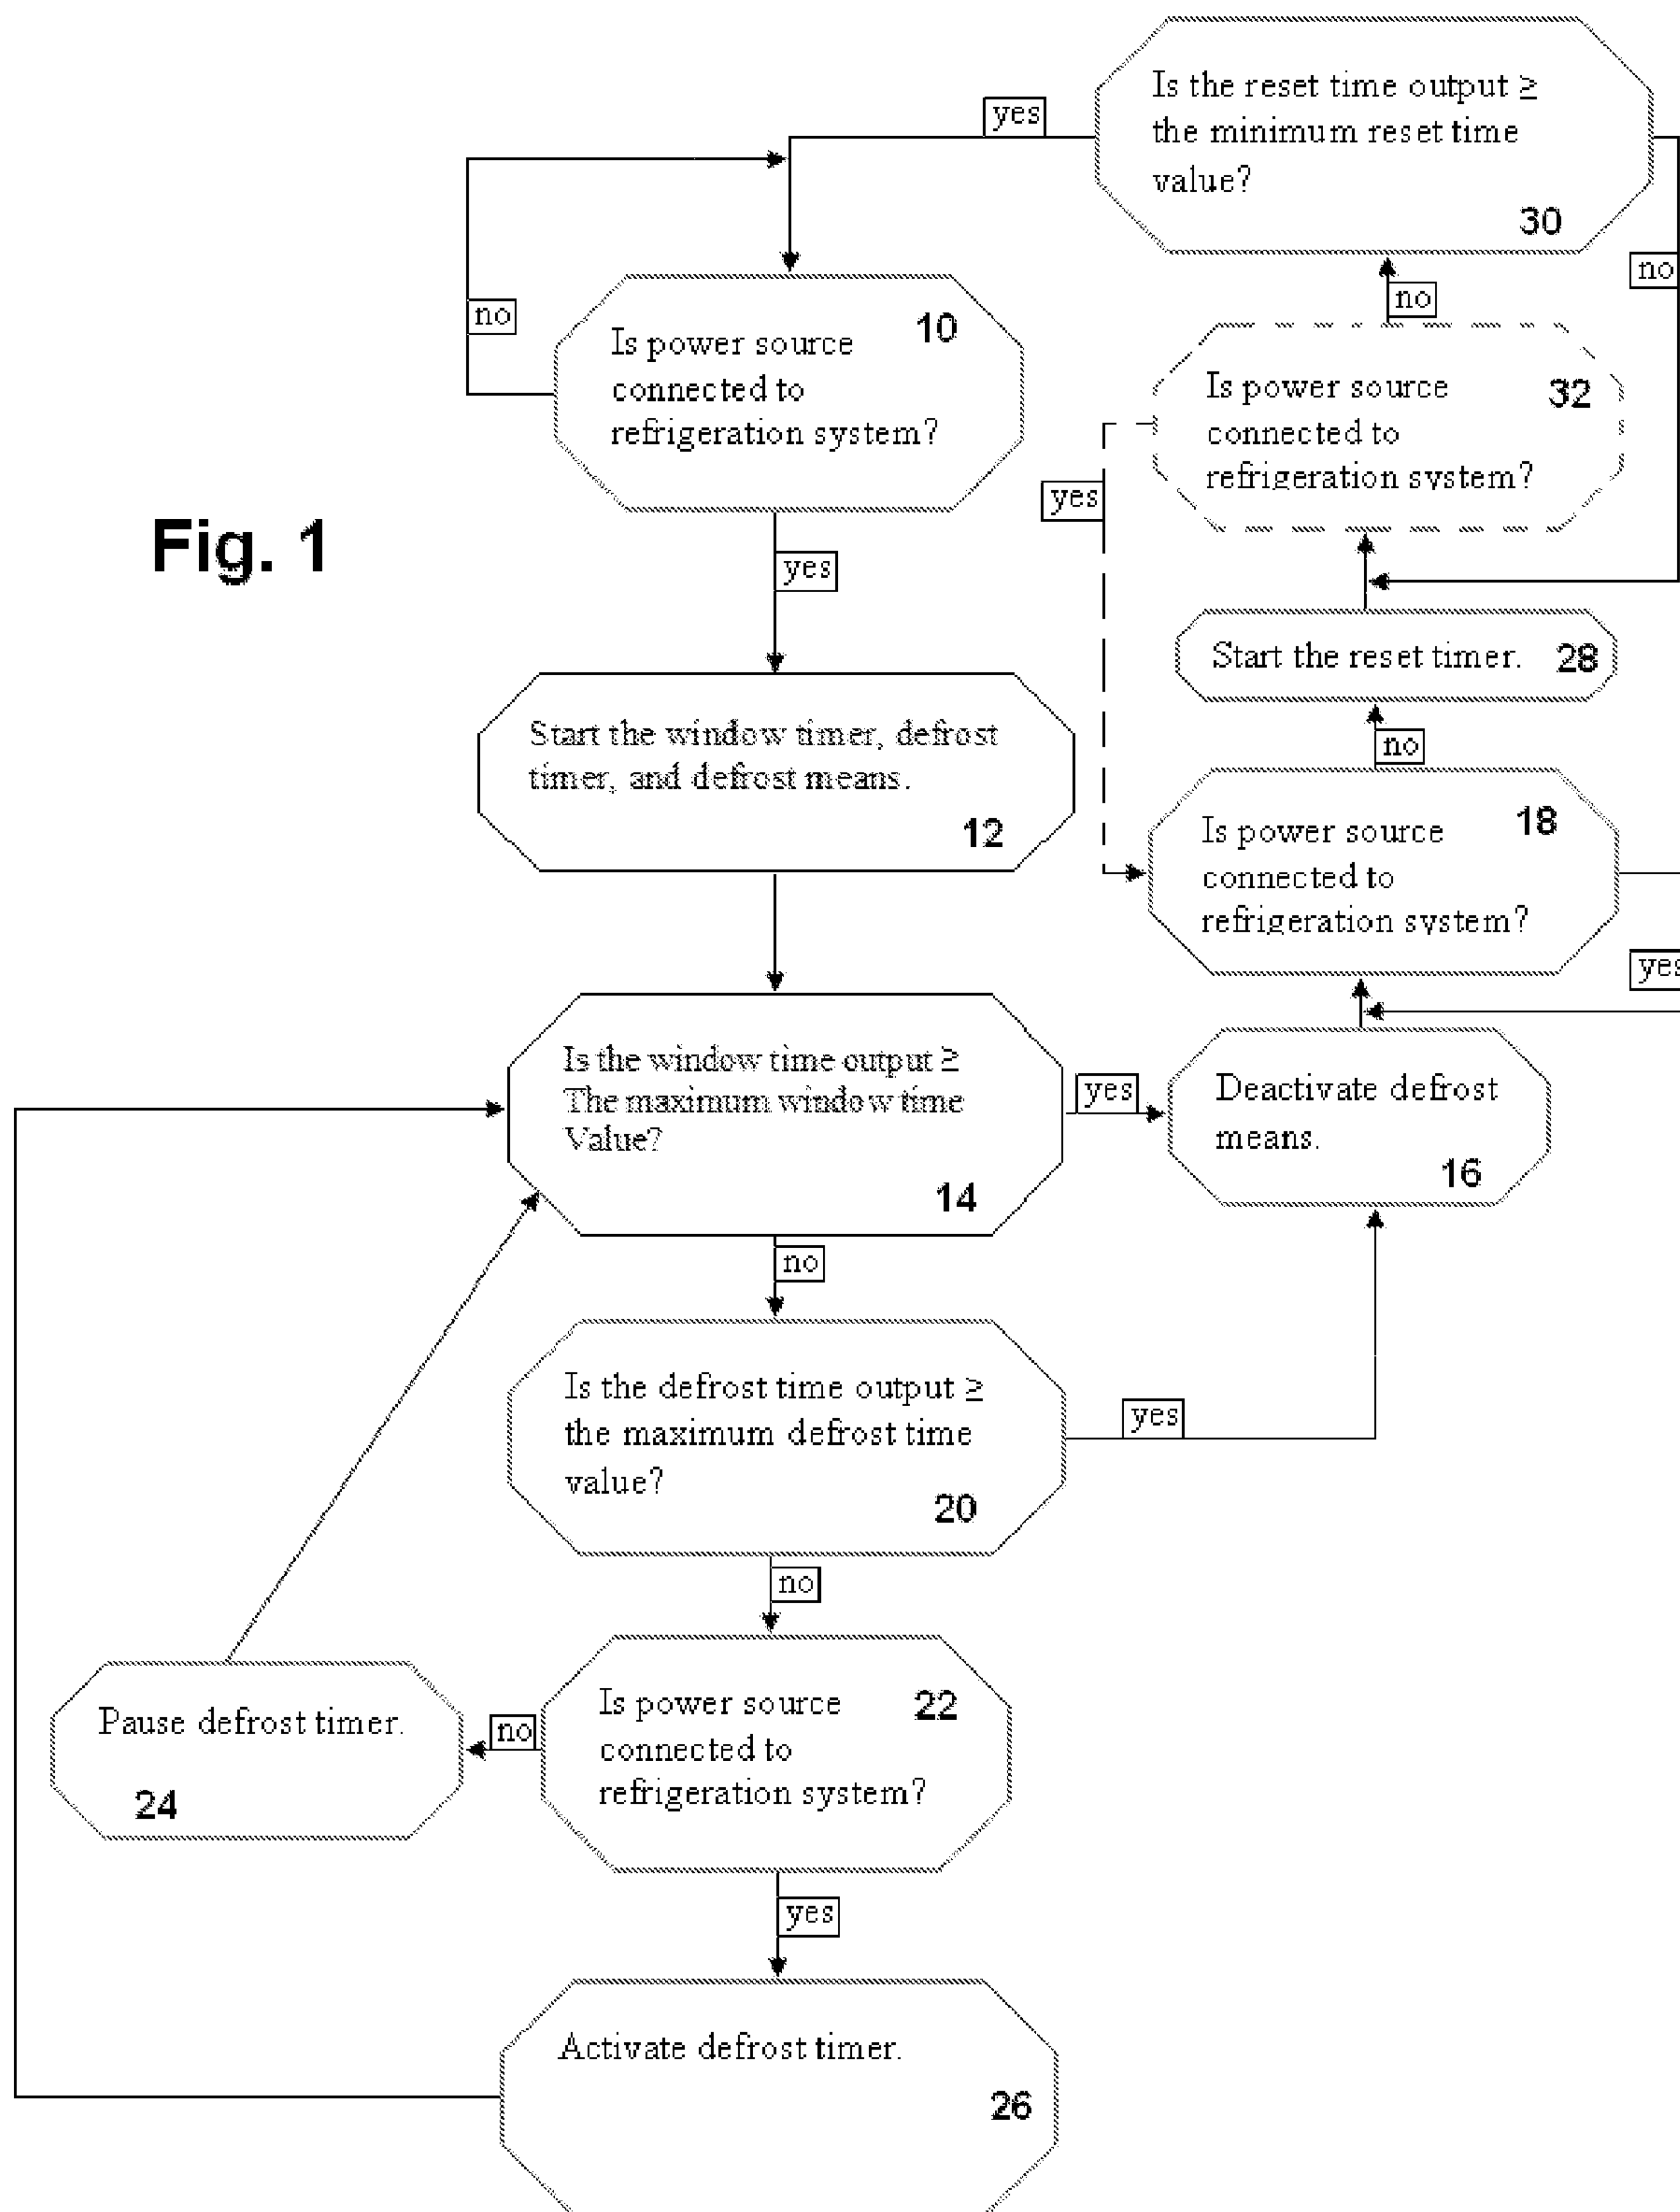 Is the reset time output ≥
the minimum reset time
value?
30
yes
no
no
Is power source
connected to
refrigeration system?
10
no
Is power source
connected to
refrigeration system?
32
yes
Fig. 1
yes
Start the reset timer. 28
no
Start the window timer, defrost
timer, and defrost means.
12
Is power source
connected to
refrigeration system?
18
yes
Is the window time output ≥
The maximum window time
Value?
14
yes
Deactivate defrost
means.
16
no
Is the defrost time output ≥
the maximum defrost time
value?
20
yes
no
Is power source
connected to
refrigeration system?
22
no
Pause defrost timer.
24
yes
Activate defrost timer.
26